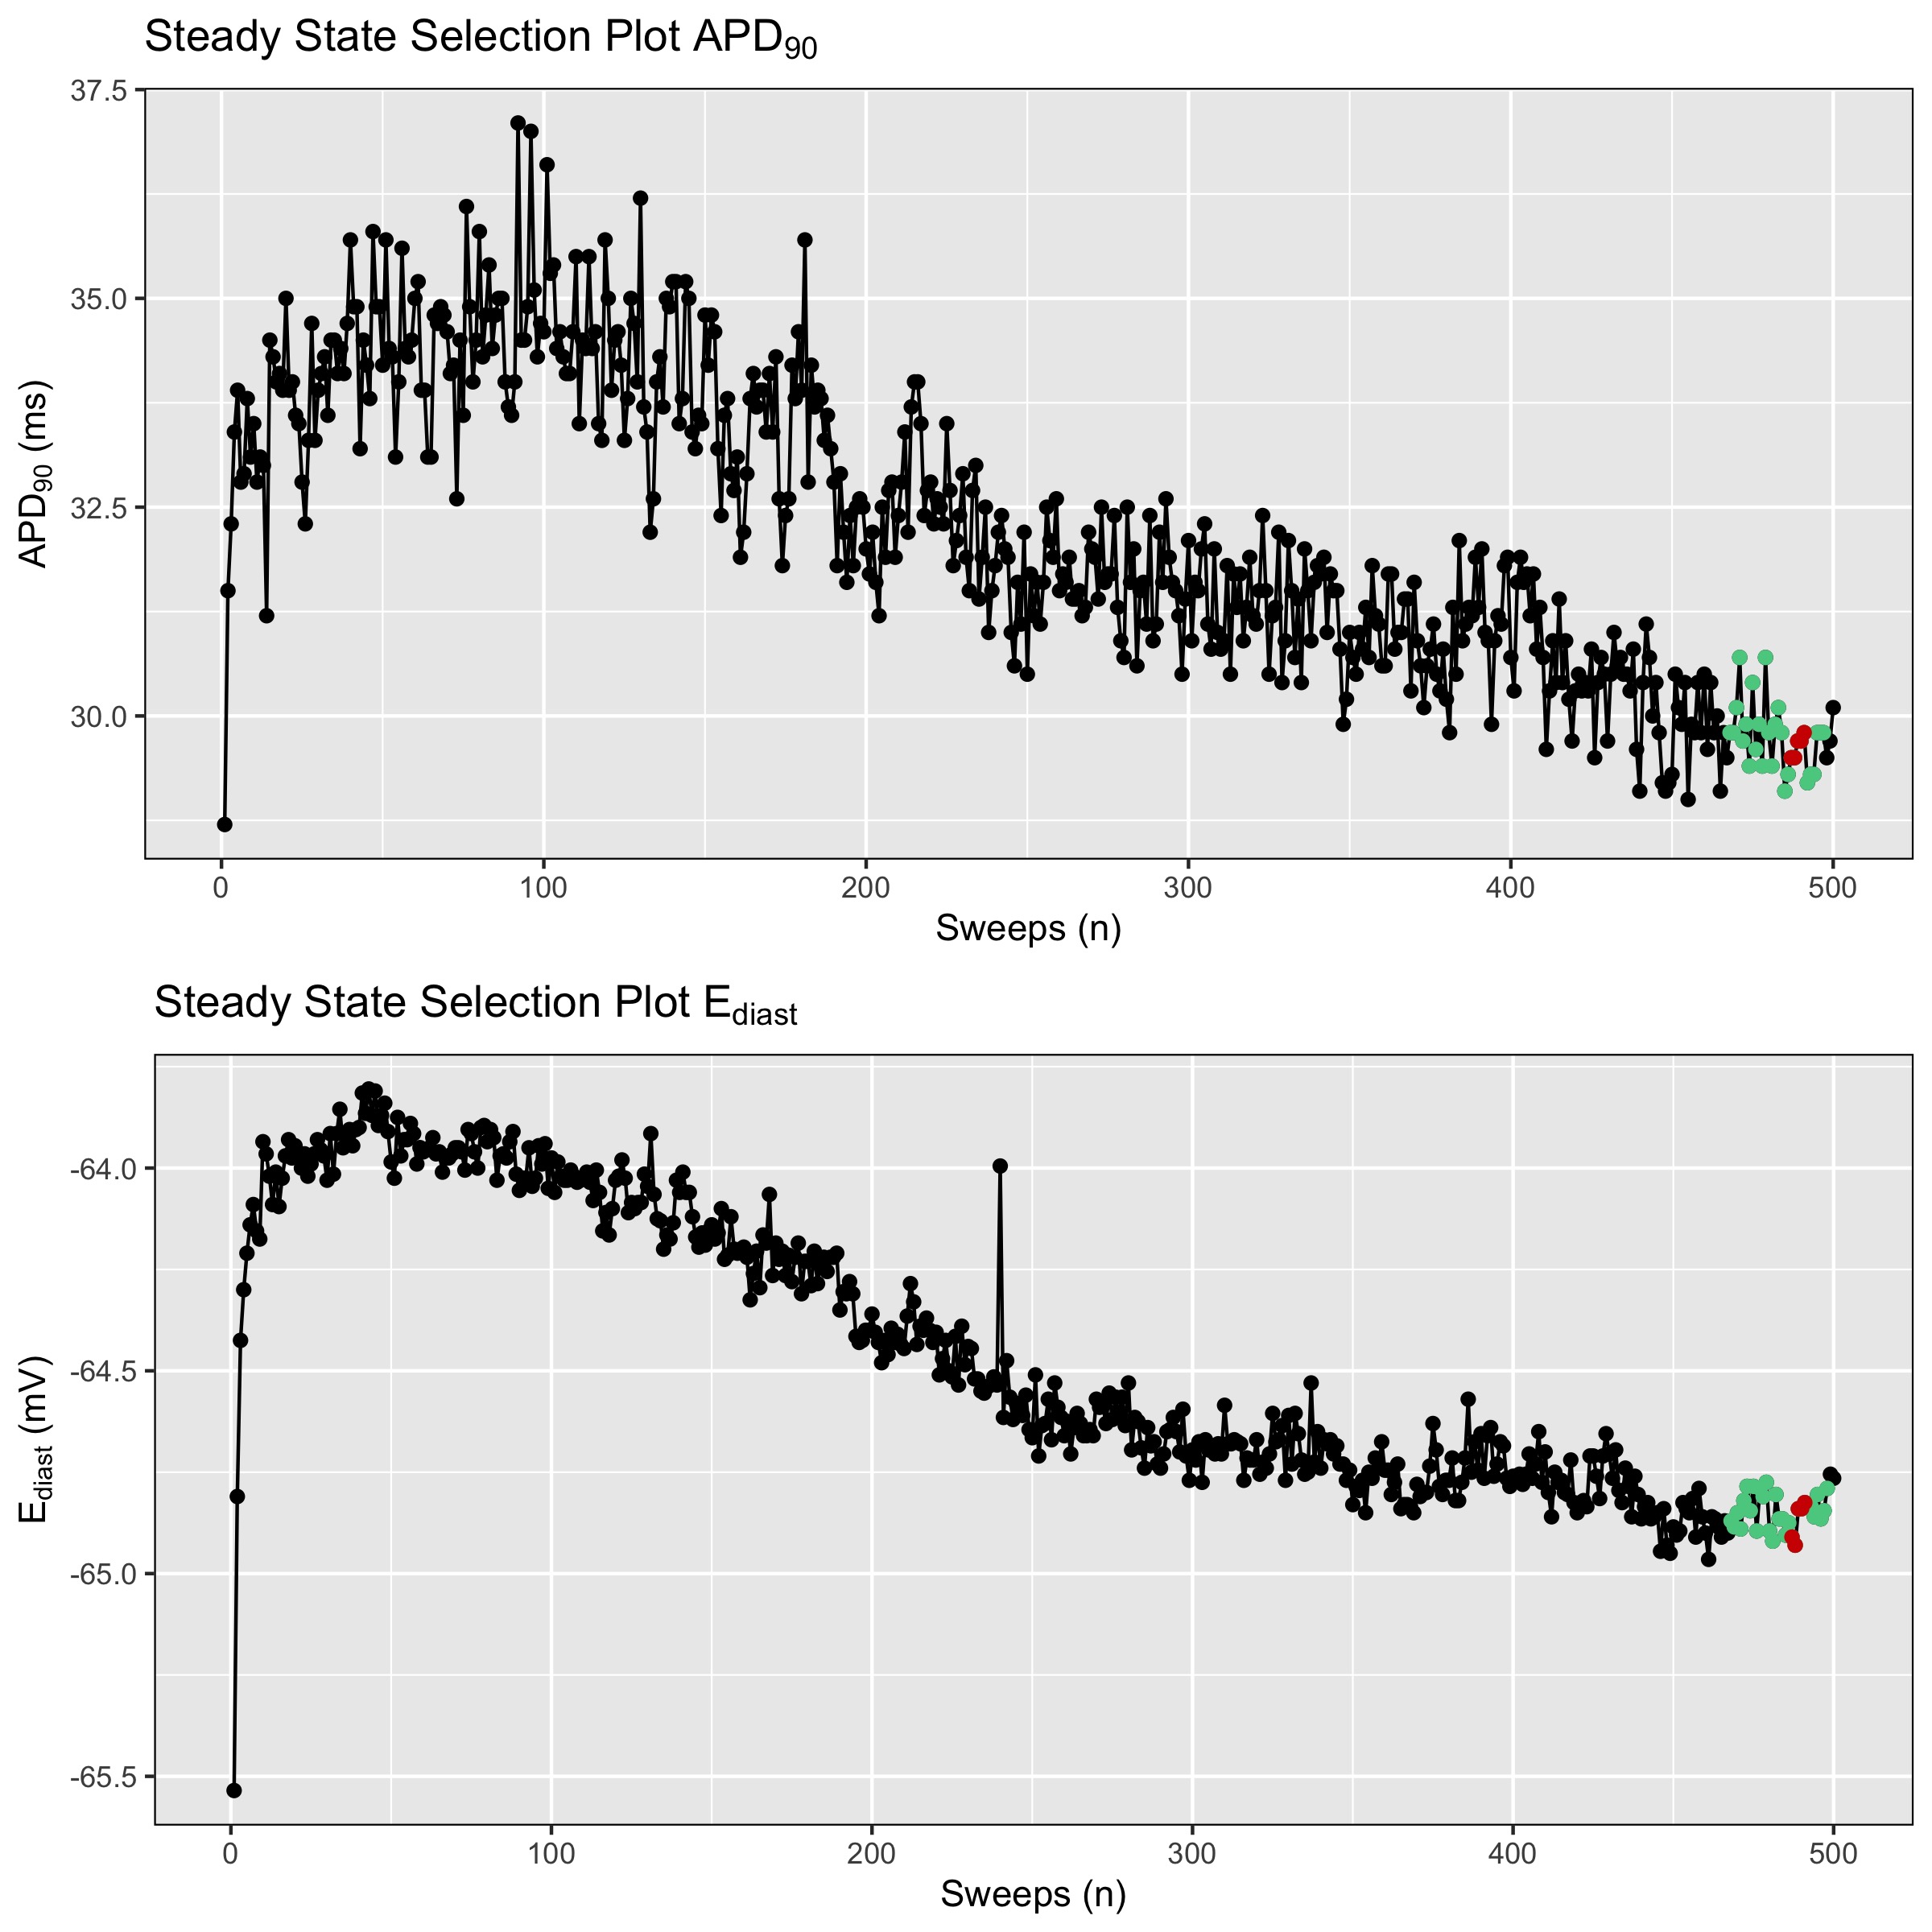 Steady State Selection Plot APD90
37.5
35.0
32.5
30.0
APD90 (ms)
0 100 200 300 400 500
Sweeps (n)
Steady State Selection Plot Ediast
-64.0
-64.5
-65.0
-65.5
Ediast (mV)
0 100 200 300 400 500
Sweeps (n)